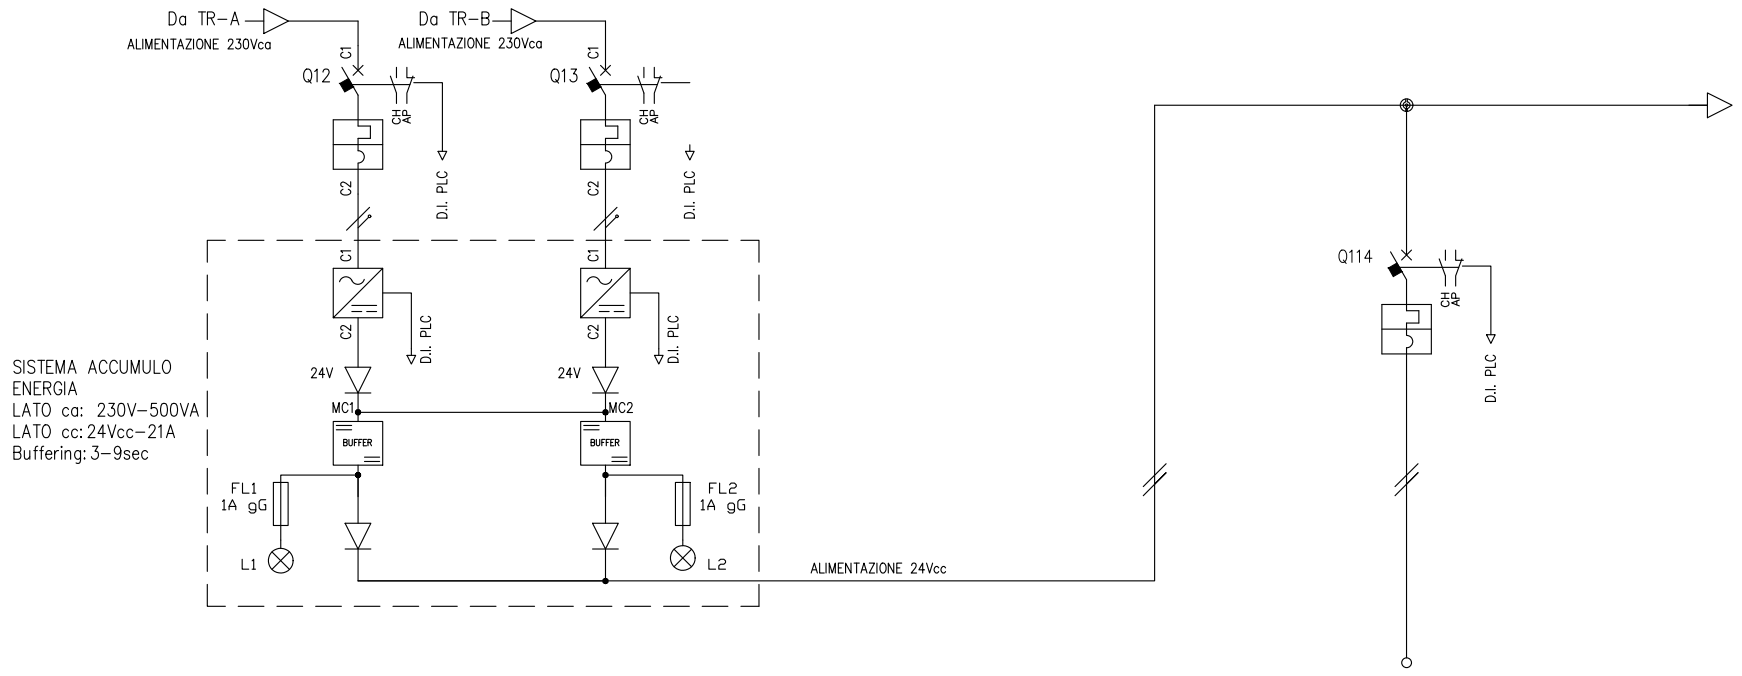 Da TR-A
ALIMENTAZIONE 230Vca
Da TR-B
ALIMENTAZIONE 230Vca
C1
Q12
CH
AP
C2
D.I. PLC
C1
Q13
CH
AP
C2
D.I. PLC
Q114
CH
AP
D.I. PLC
C1
C2
D.I. PLC
C1
C2
D.I. PLC
24V
24V
SISTEMA ACCUMULO
ENERGIA
LATO ca: 230V-500VA
LATO cc: 24Vcc-21A
Buffering: 3-9sec
MC1
MC2
BUFFER
BUFFER
FL1
1A gG
FL2
1A gG
L1
L2
ALIMENTAZIONE 24Vcc